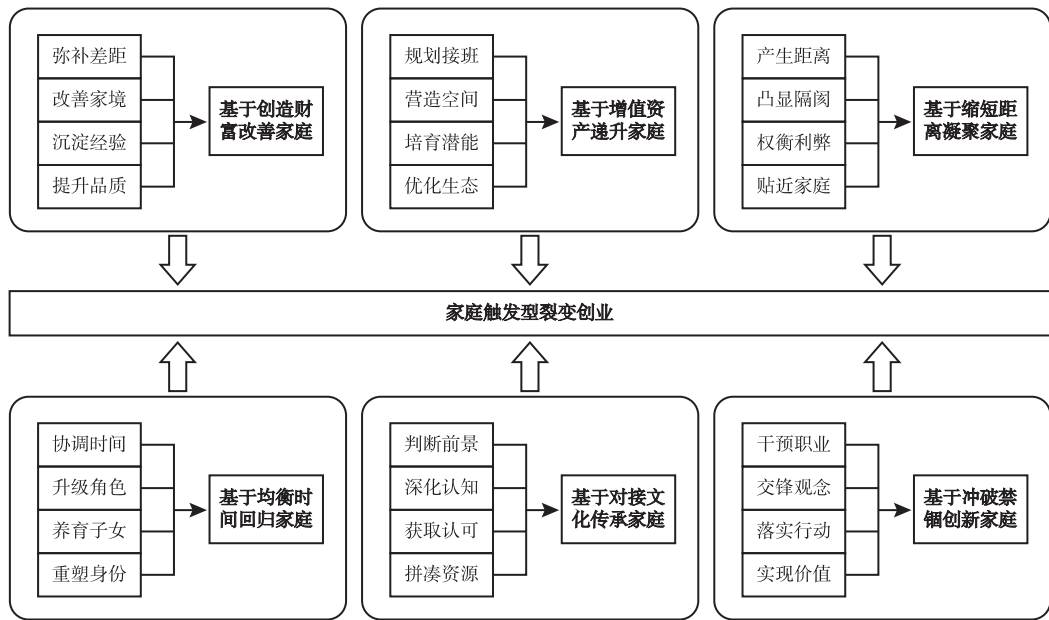 弥补差距
改善家境
沉淀经验
提升品质
基于创造财
富改善家庭
规划接班
营造空间
培育潜能
优化生态
基于增值资
产递升家庭
产生距离
凸显隔阂
权衡利弊
贴近家庭
基于缩短距
离凝聚家庭
家庭触发型裂变创业
协调时间
升级角色
养育子女
重塑身份
基于均衡时
间回归家庭
判断前景
深化认知
获取认可
拼凑资源
基于对接文
化传承家庭
干预职业
交锋观念
落实行动
实现价值
基于冲破禁
锢创新家庭